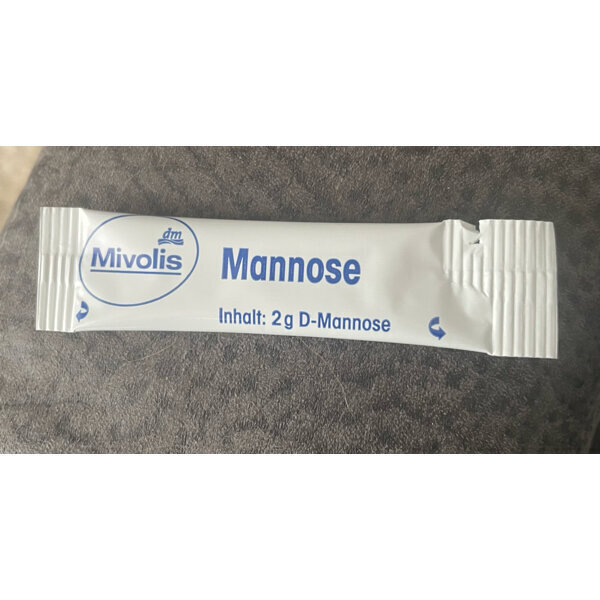 dm
Mivolis
Mannose
Inhalt: 2 g D-Mannose